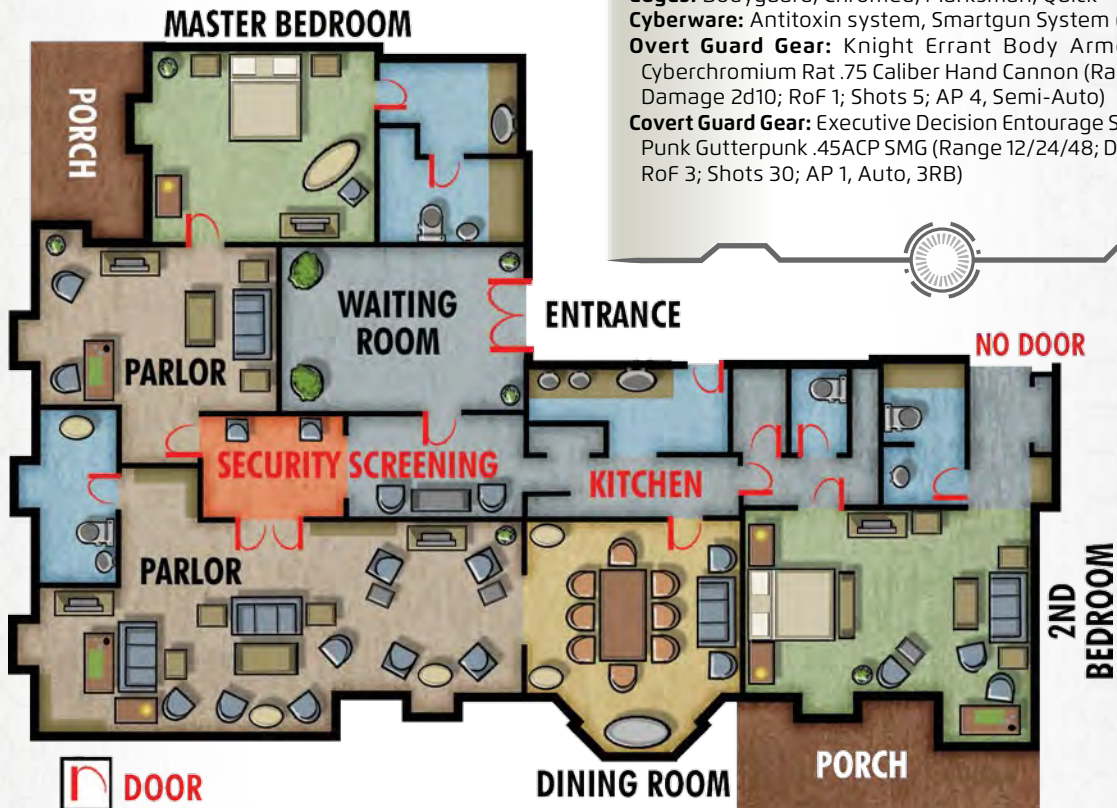 MASTER BEDROOM
Cyberware: Antitoxin system, Smartgun System
Overt Guard Gear: Knight Errant Body
Cyberchromium Rat .75 Caliber Hand Cannon
Damage 2d10; RoF 1; Shots 5; AP 4, Semi-Auto)
Covert Guard Gear: Executive Decision Entourage
Punk Gutterpunk .45ACP SMG (Range 12/24/48;
RoF 3; Shots 30; AP 1, Auto, 3RB)
PORCH
WAITING
ROOM
ENTRANCE
NO DOOR
PARLOR
SECURITY SCREENING
KITCHEN
PARLOR
2ND
BEDROOM
DINING ROOM
PORCH
DOOR